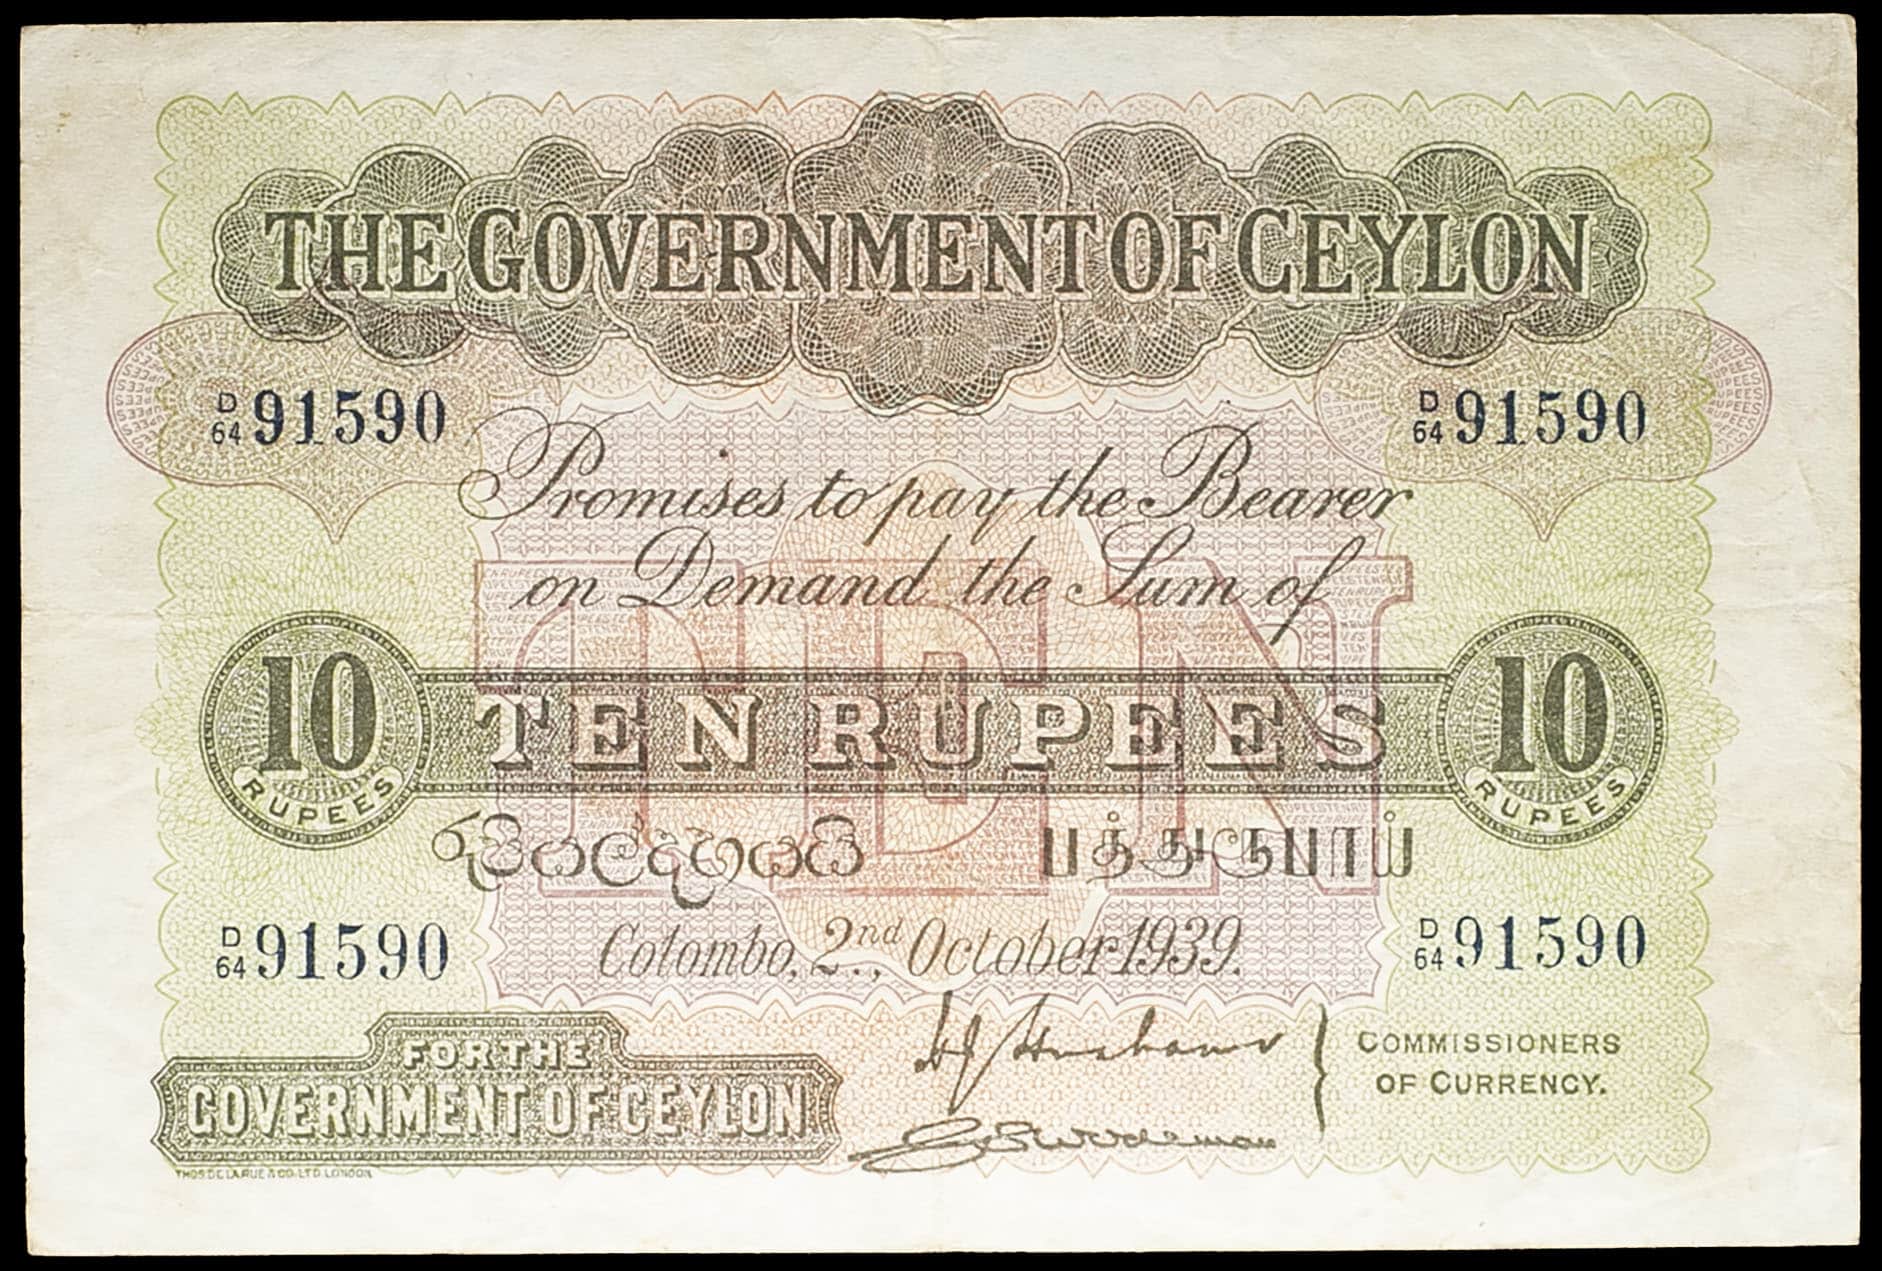 THE GOVERNMENT OF CEYLON
D/64 91590 D/64 91590
Promises to pay the Bearer
on Demand the Sum of
TEN
10 RUPEES TEN RUPEES 10 RUPEES
රුපියල්දහයයි பத்துரூபாய்
Colombo, 2nd., October 1939.
D/64 91590 D/64 91590
FOR THE
GOVERNMENT OF CEYLON
COMMISSIONERS
OF CURRENCY.
THOS. DE LA RUE & CO. LTD. LONDON